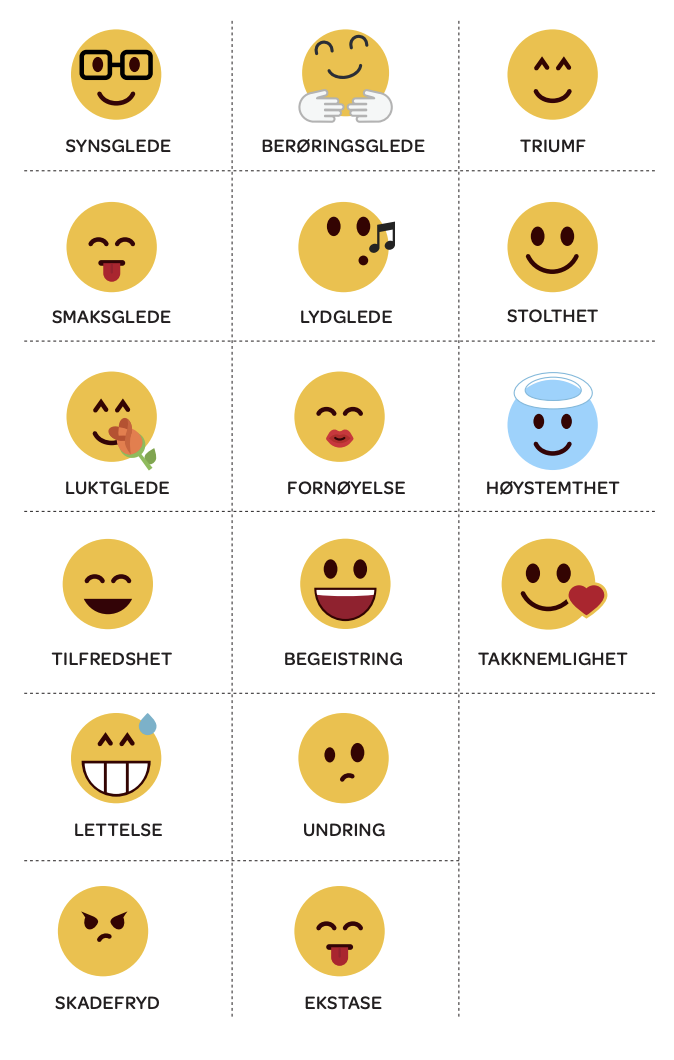 SYNSGLEDE
BERØRINGSGLEDE
TRIUMF
SMAKSGLEDE
LYDGLEDE
STOLTHET
LUKTGLEDE
FORNØYELSE
HØYSTEMTHET
TILFREDSHET
BEGEISTRING
TAKKNEMLIGHET
LETTELSE
UNDRING
SKADEFRYD
EKSTASE